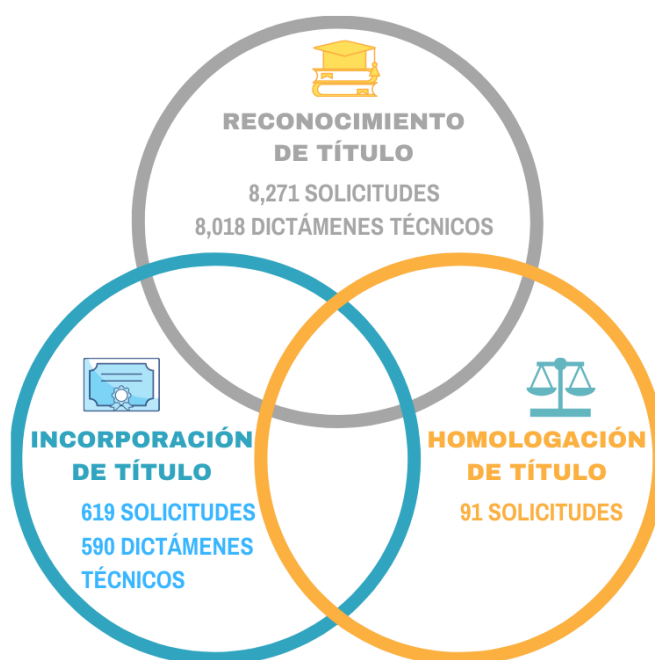 RECONOCIMIENTO
DE TÍTULO
8,271 SOLICITUDES
8,018 DICTÁMENES TÉCNICOS
INCORPORACIÓN
DE TÍTULO
619 SOLICITUDES
590 DICTÁMENES
TÉCNICOS
HOMOLOGACIÓN
DE TÍTULO
91 SOLICITUDES